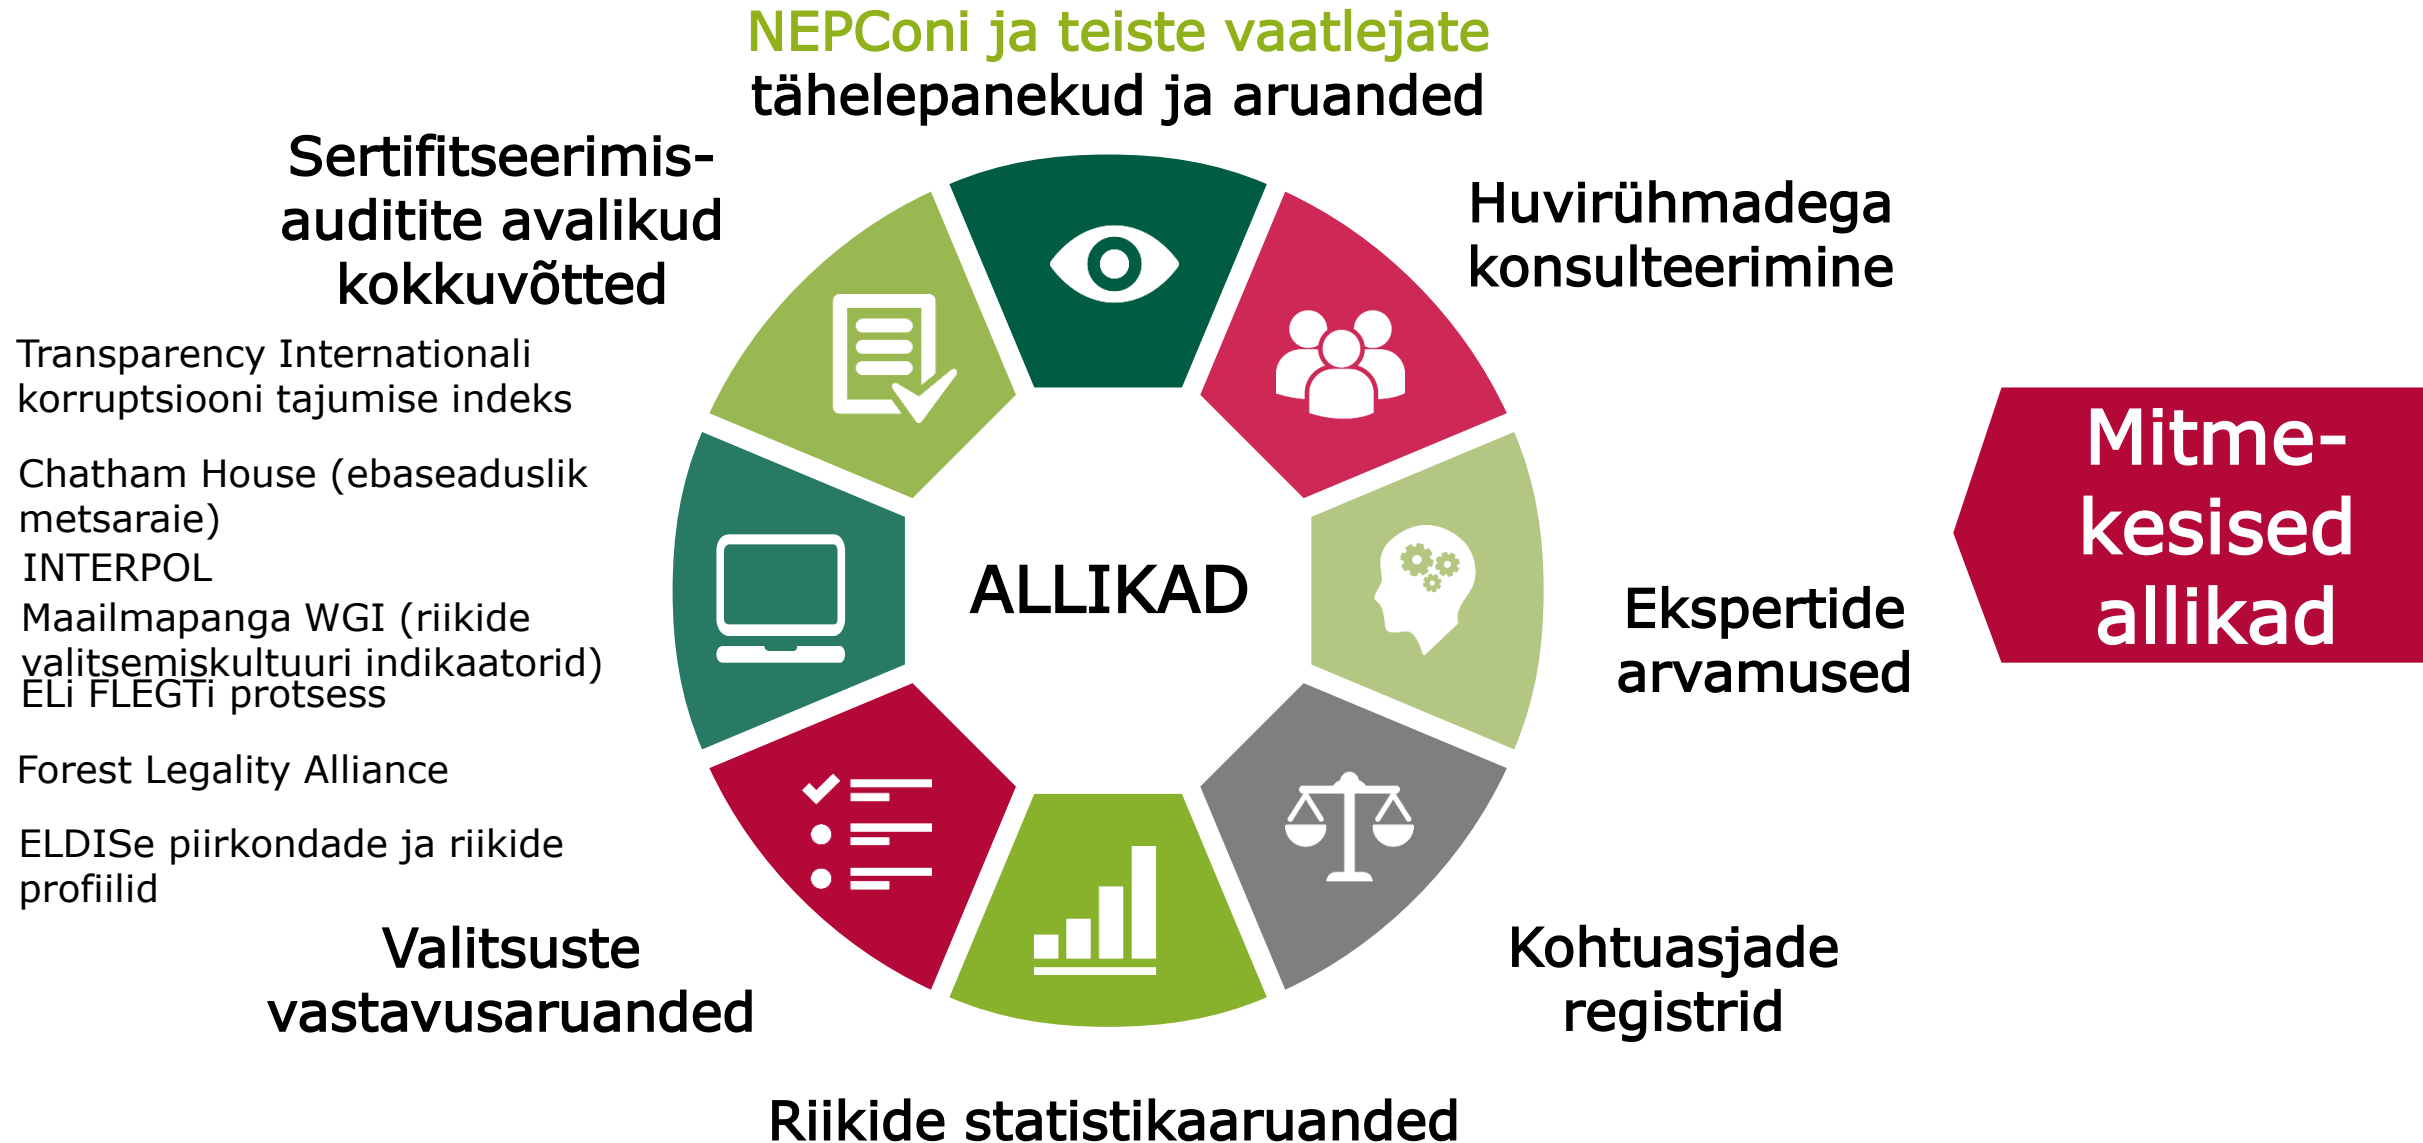 NEPConi ja teiste vaatlejate
tähelepanekud ja aruanded
Sertifitseerimis-
auditite avalikud
kokkuvõtted
Huvirühmadega
konsulteerimine
Transparency Internationali
korruptsiooni tajumise indeks
Chatham House (ebaseaduslik
metsaraie)
INTERPOL
Maailmapanga WGI (riikide
valitsemiskultuuri indikaatorid)
ELi FLEGTi protsess
Forest Legality Alliance
ELDISe piirkondade ja riikide
profiilid
ALLIKAD
Mitme-
kesised
allikad
Ekspertide
arvamused
Valitsuste
vastavusaruanded
Kohtuasjade
registrid
Riikide statistikaaruanded